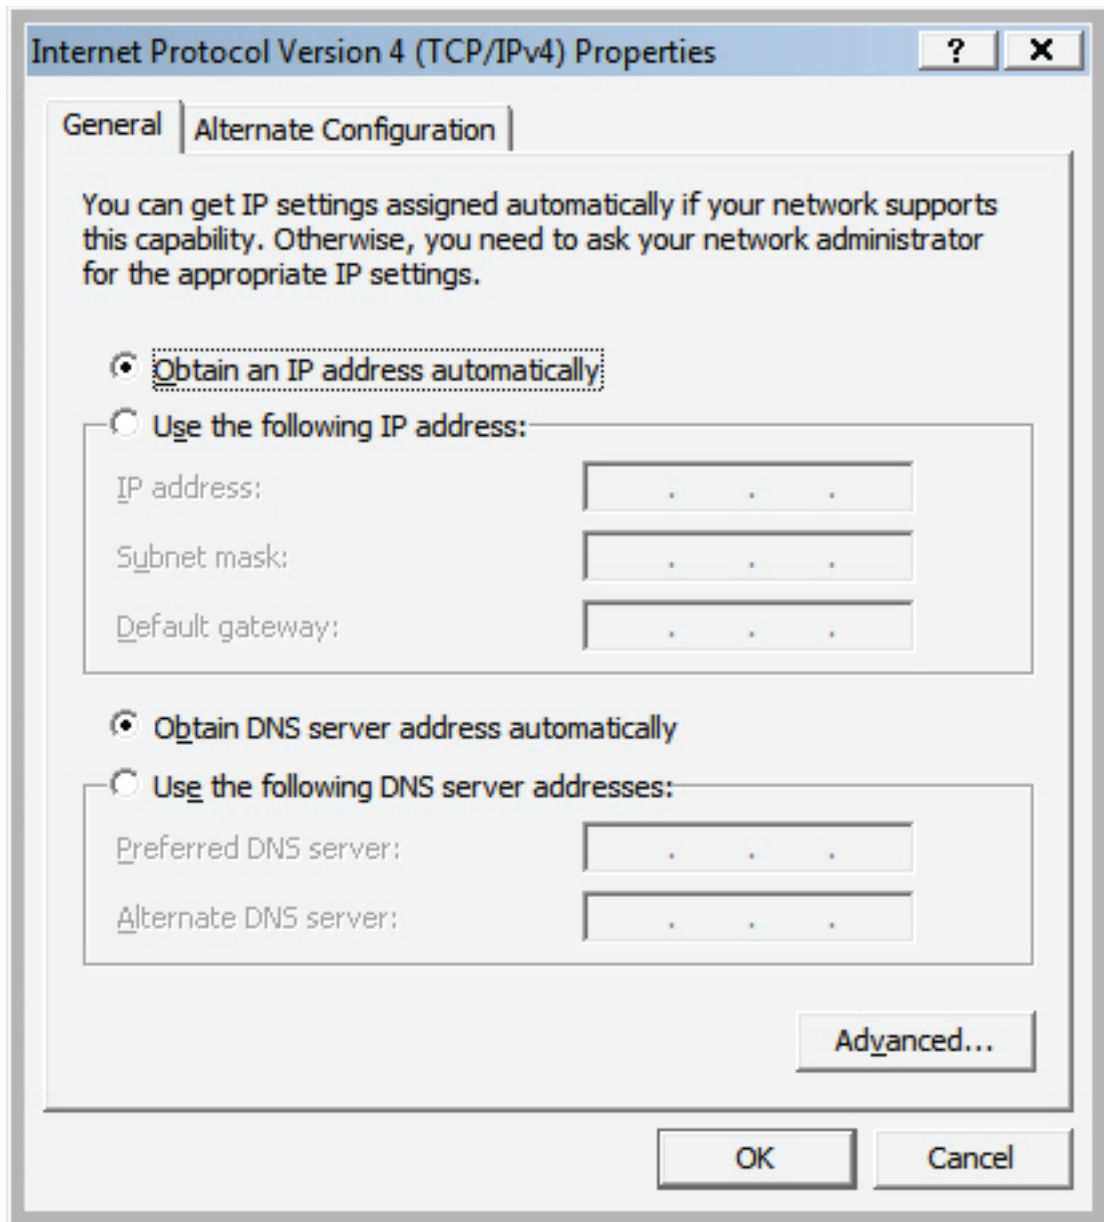 Internet Protocol Version 4 (TCP/IPv4) Properties
General
Alternate Configuration
You can get IP settings assigned automatically if your network supports
this capability. Otherwise, you need to ask your network administrator
for the appropriate IP settings.
Obtain an IP address automatically
Use the following IP address:
IP address:
Subnet mask:
Default gateway:
Obtain DNS server address automatically
Use the following DNS server addresses:
Preferred DNS server:
Alternate DNS server:
Advanced...
OK
Cancel